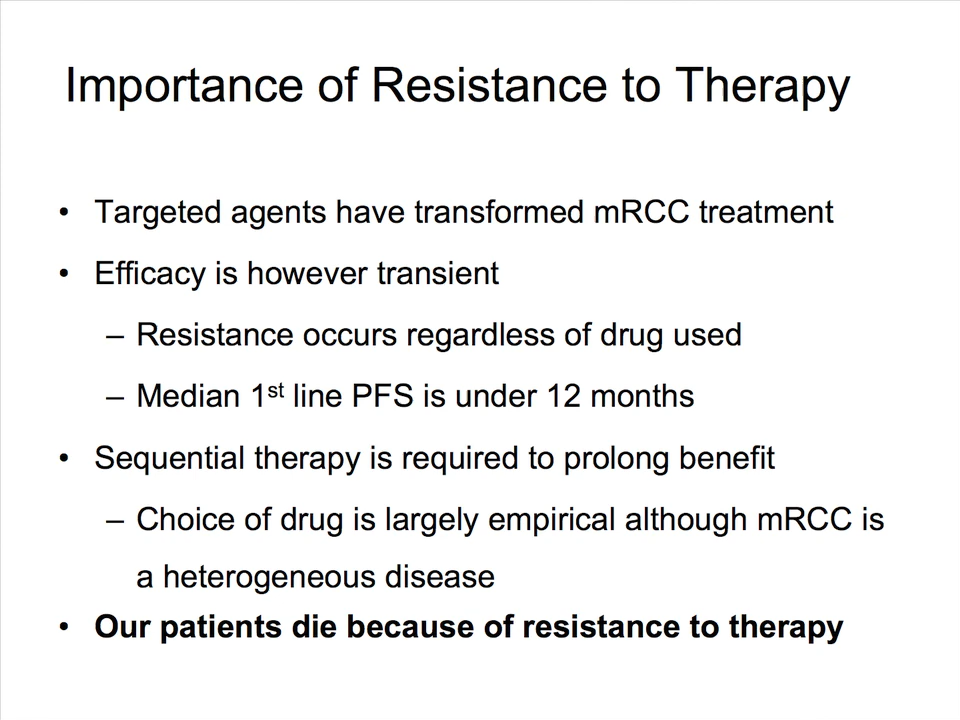 Importance of Resistance to Therapy
• Targeted agents have transformed mRCC treatment
• Efficacy is however transient
– Resistance occurs regardless of drug used
– Median 1st line PFS is under 12 months
• Sequential therapy is required to prolong benefit
– Choice of drug is largely empirical although mRCC is
a heterogeneous disease
• Our patients die because of resistance to therapy